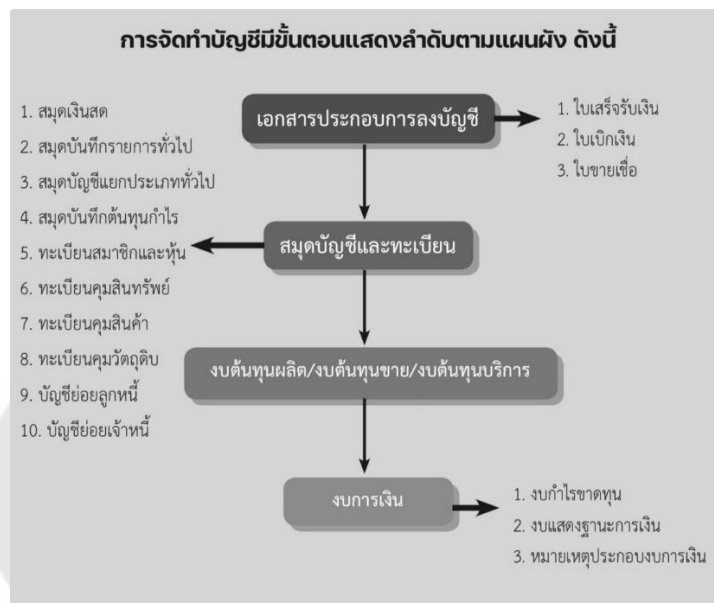 การจัดทำบัญชีมีขั้นตอนแสดงลำดับตามแผนผัง ดังนี้
เอกสารประกอบการลงบัญชี
1. ใบเสร็จรับเงิน
2. ใบเบิกเงิน
3. ใบขายเชื่อ
สมุดบัญชีและทะเบียน
1. สมุดเงินสด
2. สมุดบันทึกรายการทั่วไป
3. สมุดบัญชีแยกประเภททั่วไป
4. สมุดบันทึกต้นทุนกำไร
5. ทะเบียนสมาชิกและหุ้น
6. ทะเบียนคุมสินทรัพย์
7. ทะเบียนคุมสินค้า
8. ทะเบียนคุมวัตถุดิบ
9. บัญชีย่อยลูกหนี้
10. บัญชีย่อยเจ้าหนี้
งบต้นทุนผลิต/งบต้นทุนขาย/งบต้นทุนบริการ
งบการเงิน
1. งบกำไรขาดทุน
2. งบแสดงฐานะการเงิน
3. หมายเหตุประกอบงบการเงิน